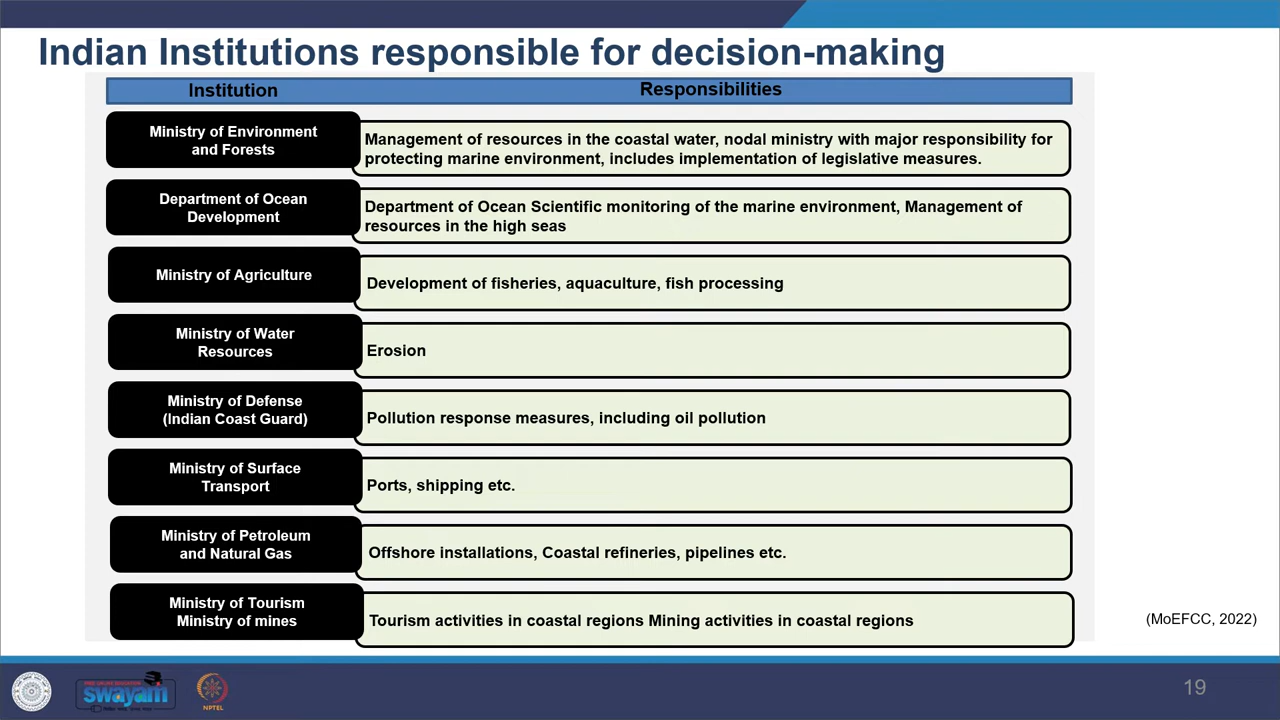 Indian Institutions responsible for decision-making
Institution
Responsibilities
Ministry of Environment
and Forests
Management of resources in the coastal water, nodal ministry with major responsibility for
protecting marine environment, includes implementation of legislative measures.
Department of Ocean
Development
Department of Ocean Scientific monitoring of the marine environment, Management of
resources in the high seas
Ministry of Agriculture
Development of fisheries, aquaculture, fish processing
Ministry of Water
Resources
Erosion
Ministry of Defense
(Indian Coast Guard)
Pollution response measures, including oil pollution
Ministry of Surface
Transport
Ports, shipping etc.
Ministry of Petroleum
and Natural Gas
Offshore installations, Coastal refineries, pipelines etc.
Ministry of Tourism
Ministry of mines
Tourism activities in coastal regions Mining activities in coastal regions
(MoEFCC, 2022)
swayam
NPTEL
19